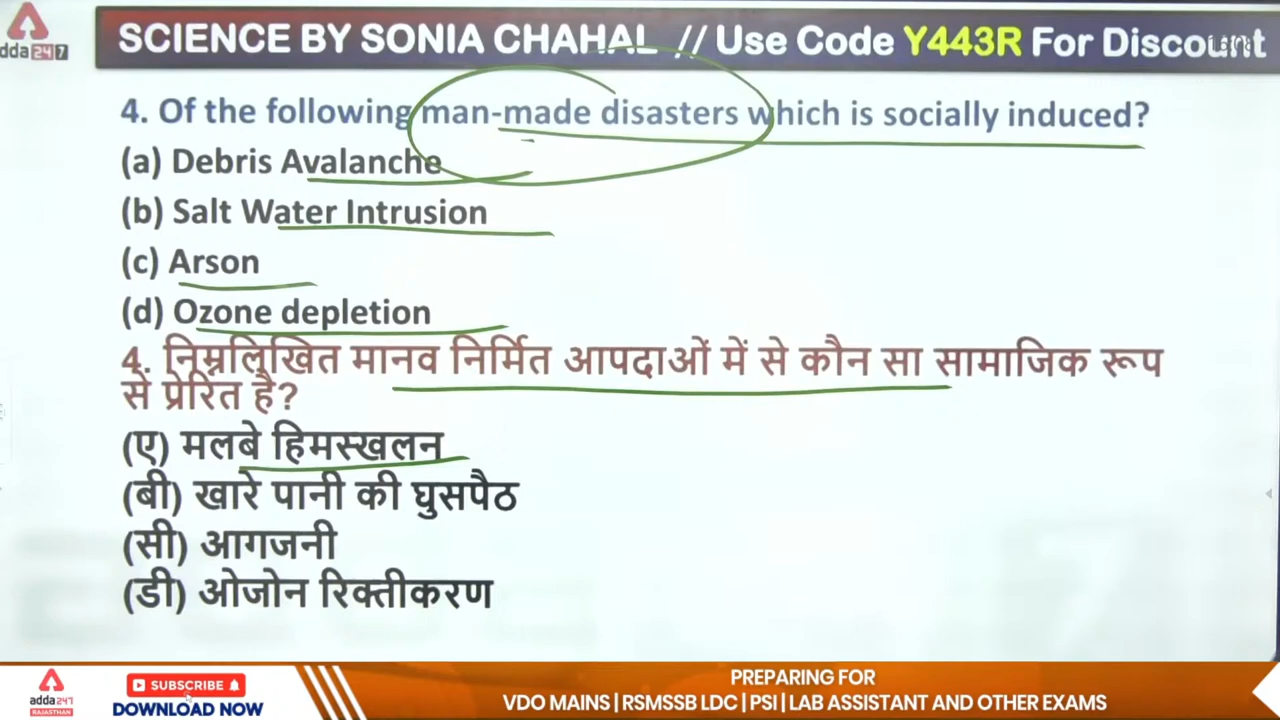 adda247
SCIENCE BY SONIA CHAHAL // Use Code Y443R For Discount
4. Of the following man-made disasters which is socially induced?
(a) Debris Avalanche
(b) Salt Water Intrusion
(c) Arson
(d) Ozone depletion
4. निम्नलिखित मानव निर्मित आपदाओं में से कौन सा सामाजिक रूप
से प्रेरित है?
(ए) मलबे हिमस्खलन
(बी) खारे पानी की घुसपैठ
(सी) आगजनी
(डी) ओजोन रिक्तीकरण
adda247
RAJASTHAN
SUBSCRIBE
DOWNLOAD NOW
PREPARING FOR
VDO MAINS | RSMSSB LDC | PSI | LAB ASSISTANT AND OTHER EXAMS